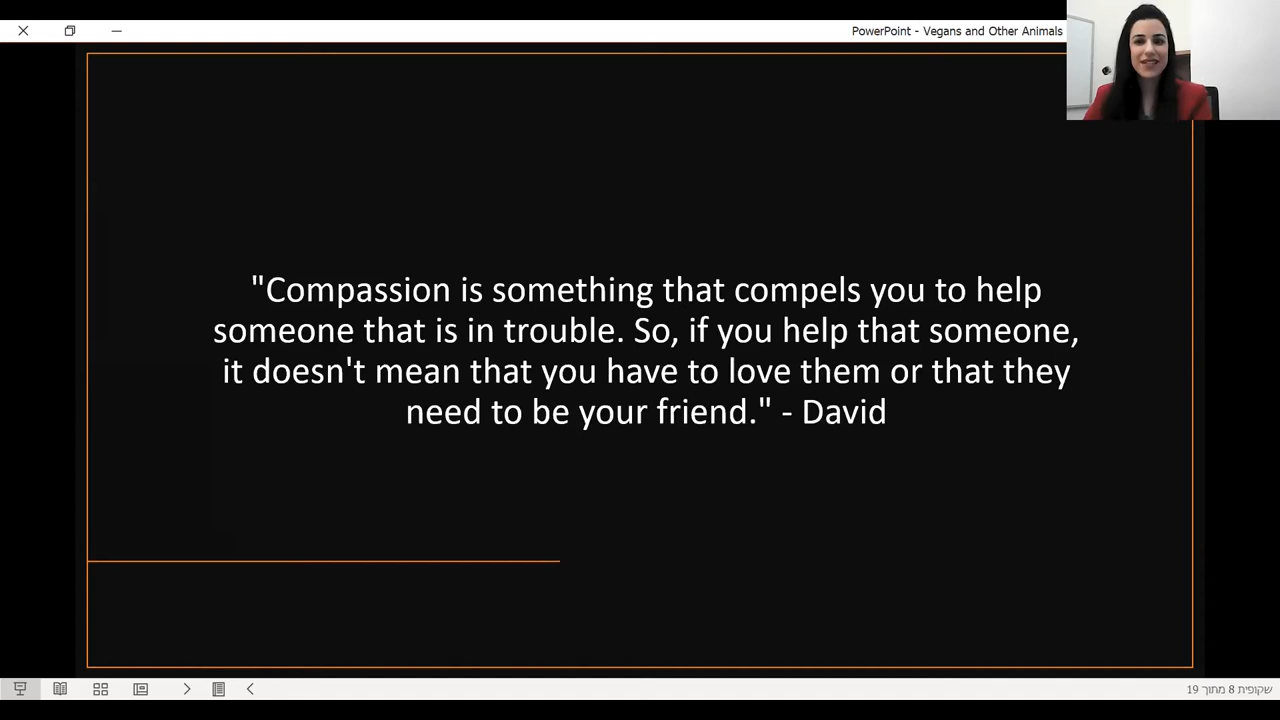 PowerPoint - Vegans and Other Animals
"Compassion is something that compels you to help
someone that is in trouble. So, if you help that someone,
it doesn't mean that you have to love them or that they
need to be your friend." - David
שקופית 8 מתוך 19